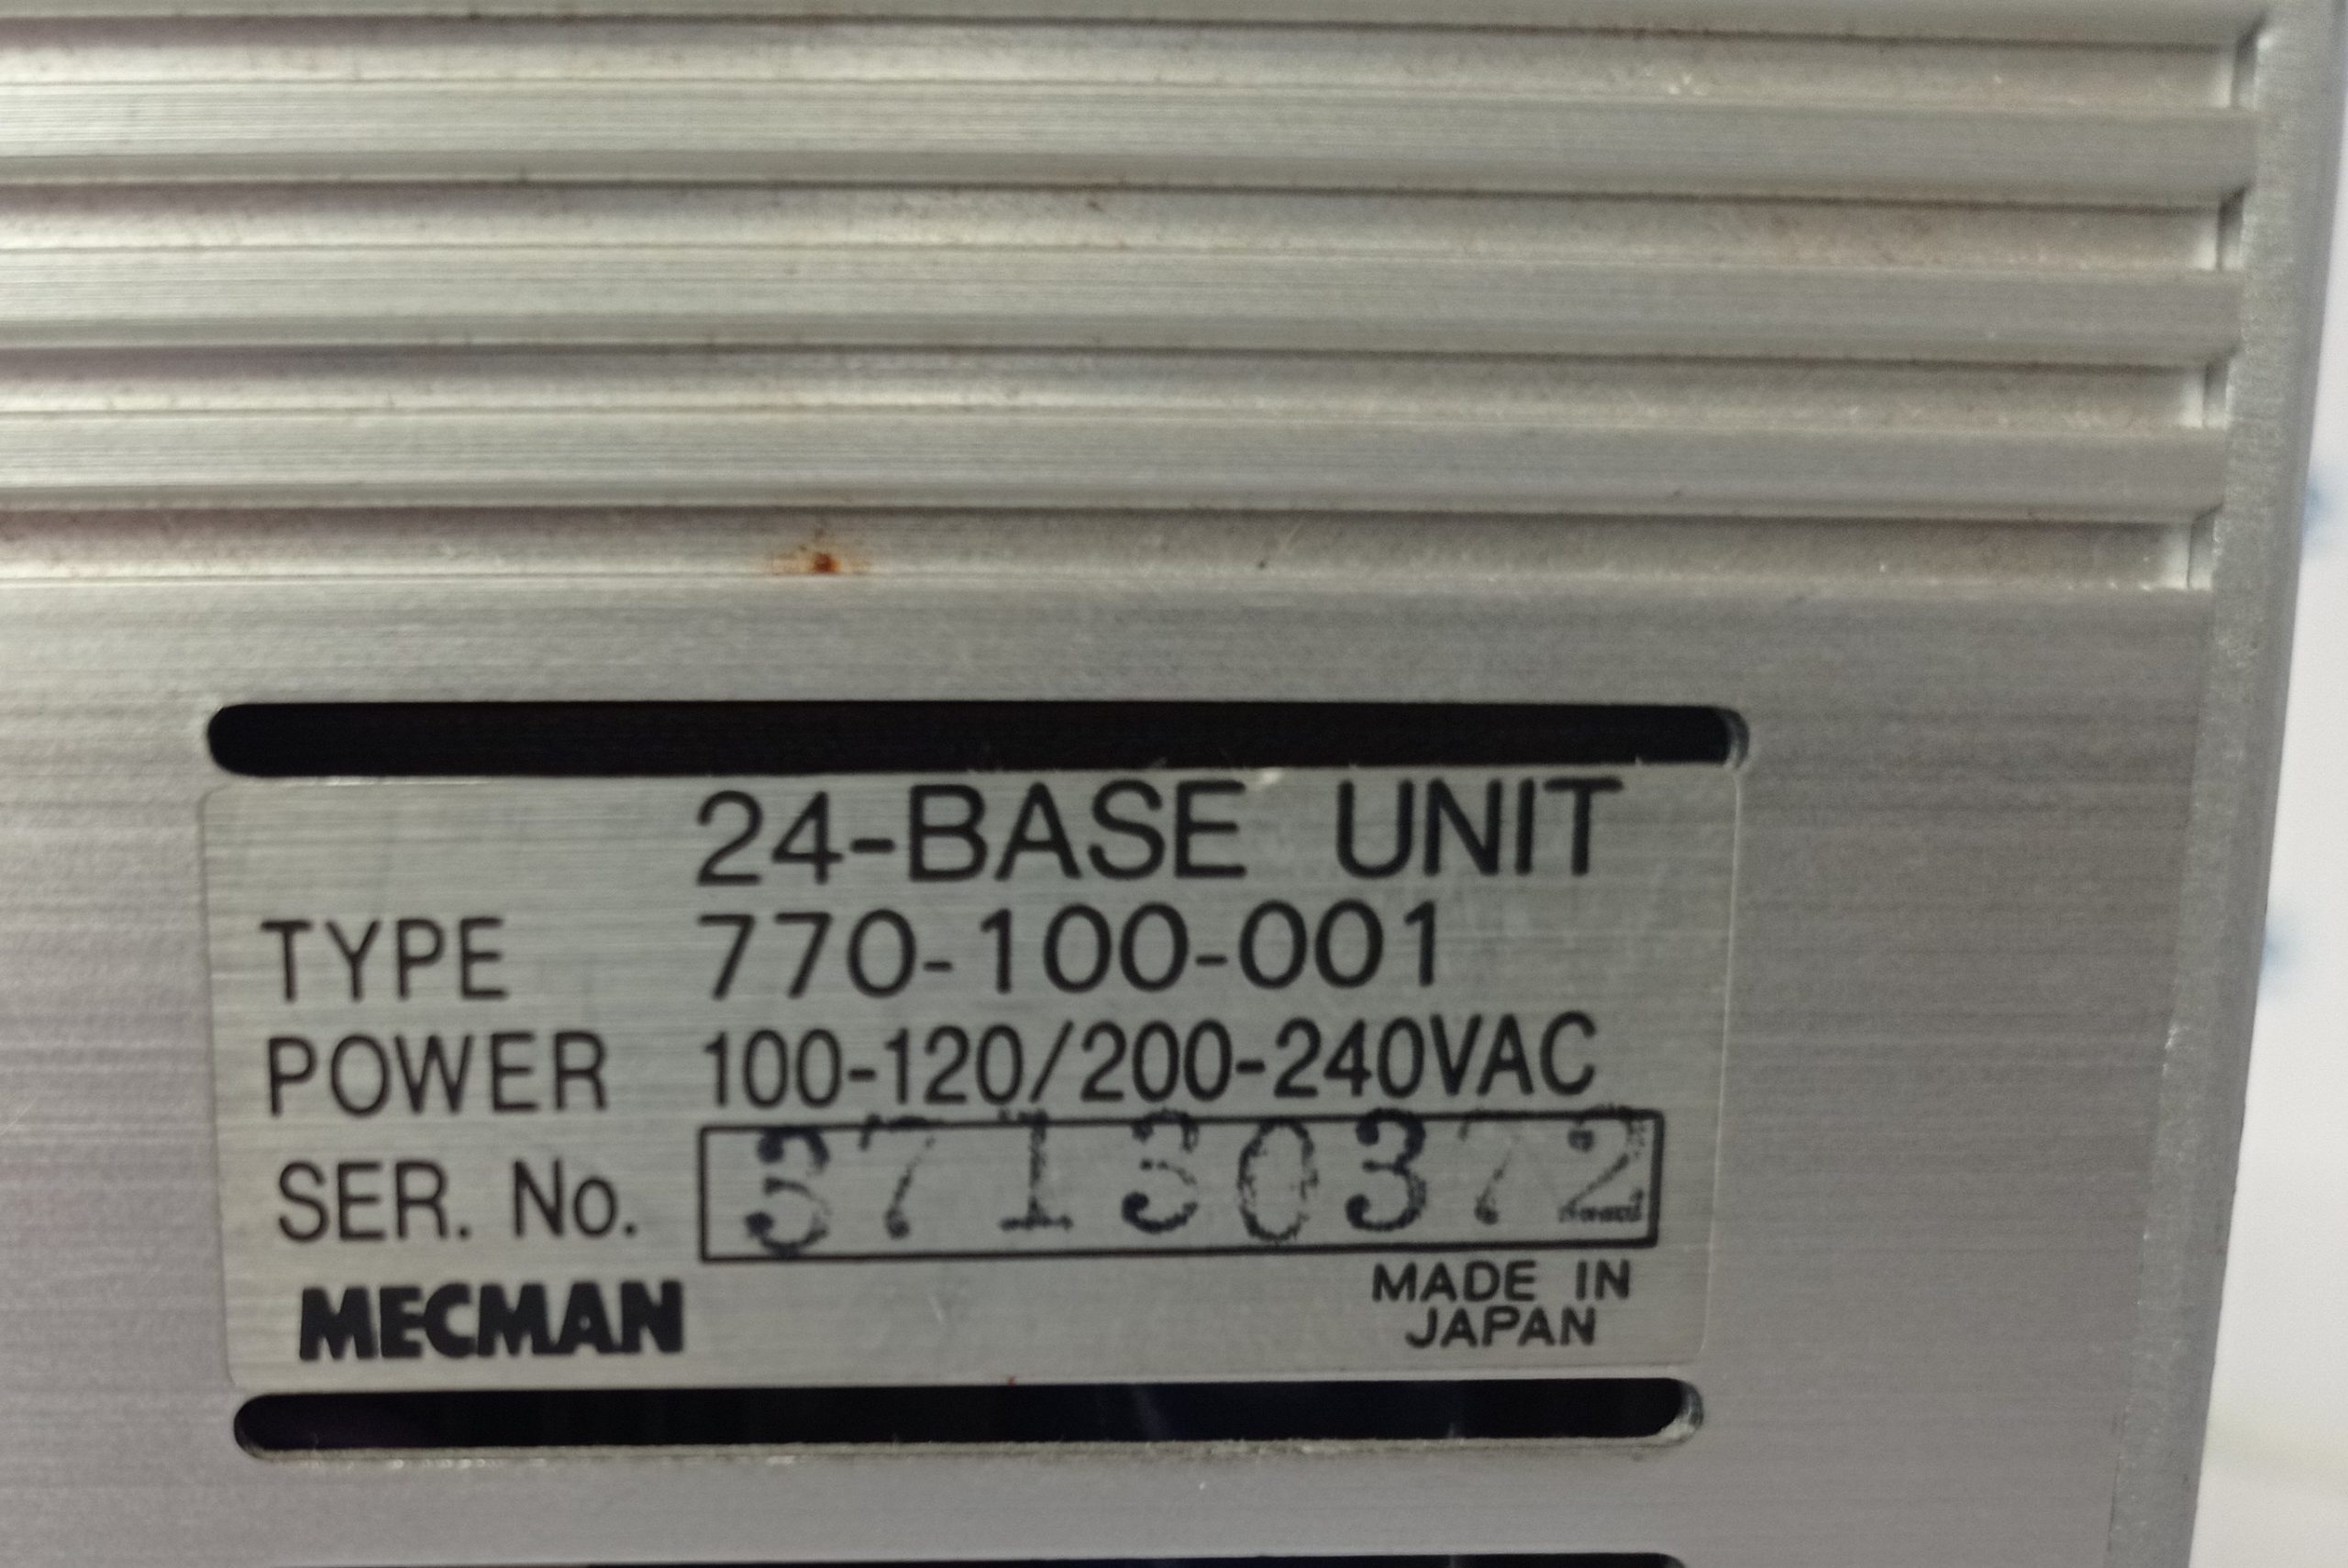 24-BASE UNIT
TYPE 770-100-001
POWER 100-120/200-240VAC
SER. No. 37130372
MECMAN
MADE IN
JAPAN